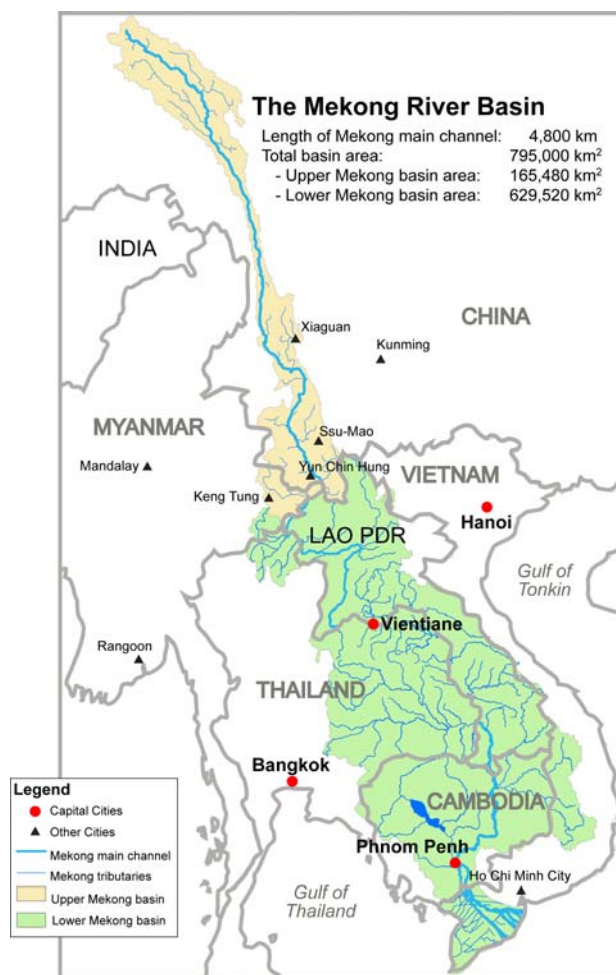 The Mekong River Basin
Length of Mekong main channel: 4,800 km
Total basin area: 795,000 km²
- Upper Mekong basin area: 165,480 km²
- Lower Mekong basin area: 629,520 km²
INDIA
CHINA
Xiaguan
Kunming
MYANMAR
Ssu-Mao
Mandalay
Yun Chin Hung
VIETNAM
Keng Tung
Hanoi
LAO PDR
Gulf of
Tonkin
Vientiane
Rangoon
THAILAND
Bangkok
CAMBODIA
Phnom Penh
Ho Chi Minh City
Gulf of
Thailand
Legend
Capital Cities
Other Cities
Mekong main channel
Mekong tributaries
Upper Mekong basin
Lower Mekong basin